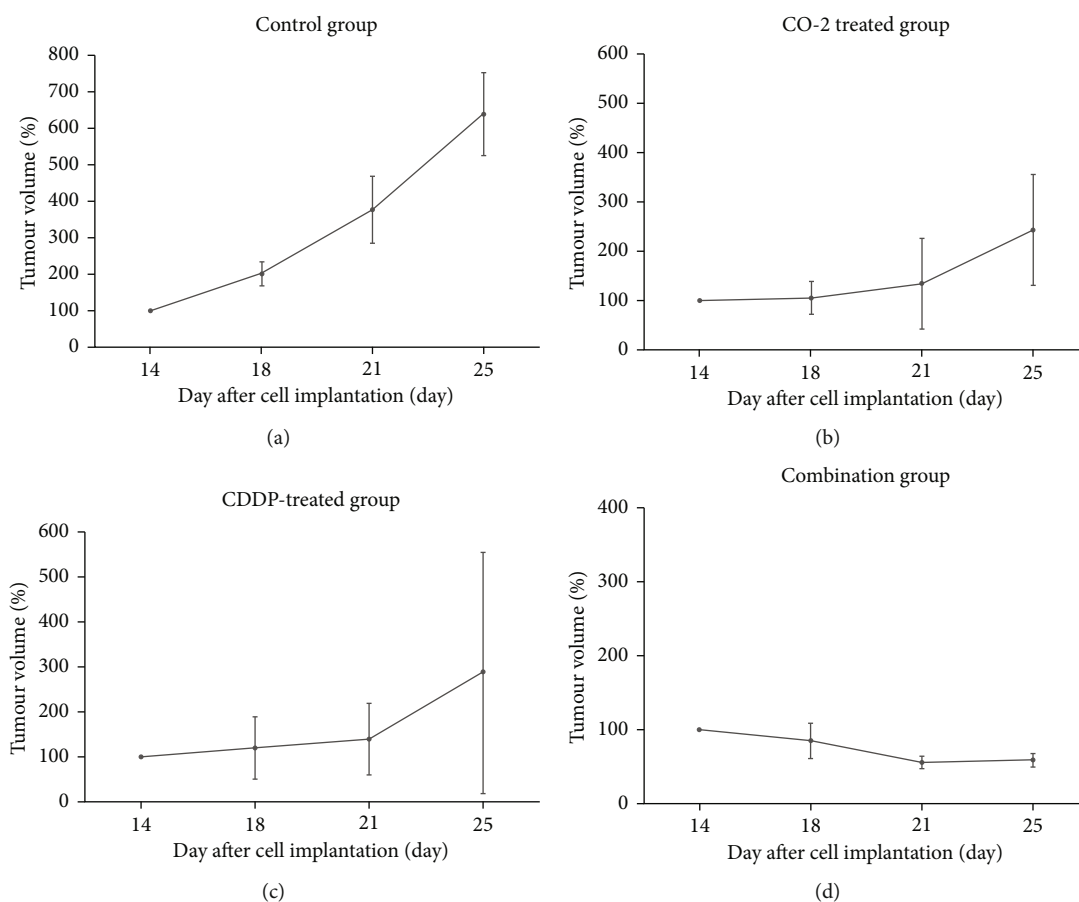 Control group
Tumour volume (%)
800
700
600
500
400
300
200
100
0
14 18 21 25
Day after cell implantation (day)
(a)
CO-2 treated group
Tumour volume (%)
600
500
400
300
200
100
0
14 18 21 25
Day after cell implantation (day)
(b)
CDDP-treated group
Tumour volume (%)
600
500
400
300
200
100
0
14 18 21 25
Day after cell implantation (day)
(c)
Combination group
Tumour volume (%)
400
300
100
0
14 18 21 25
Day after cell implantation (day)
(d)